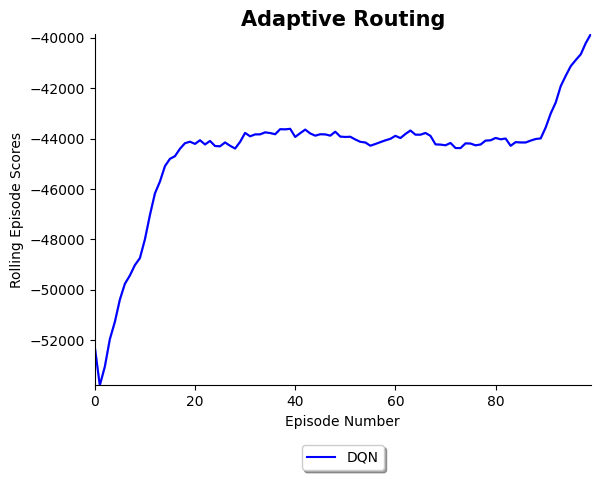 Adaptive Routing
Rolling Episode Scores
−40000
−42000
−44000
−46000
−48000
−50000
−52000
0 20 40 60 80
Episode Number
DQN